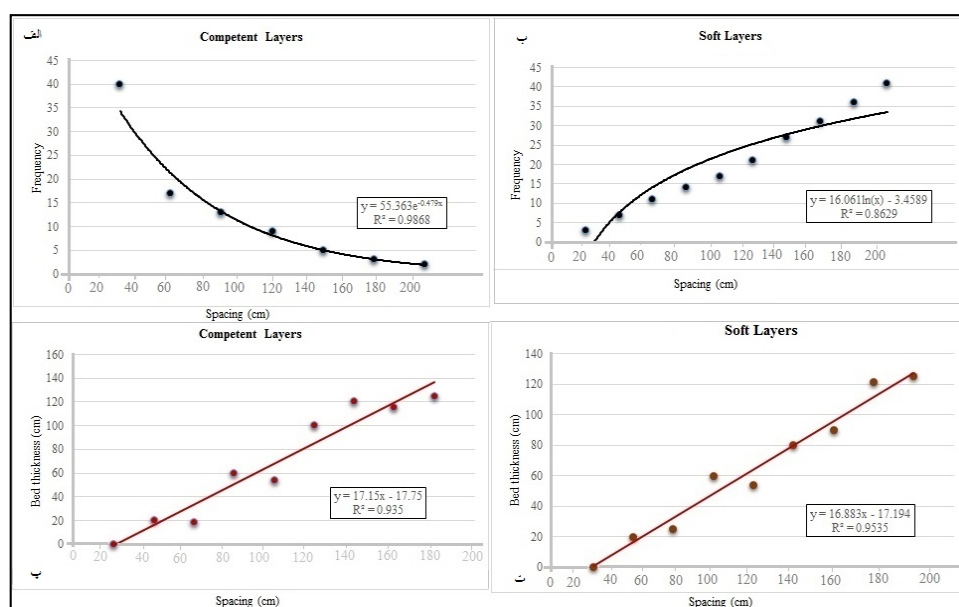 الف
Competent Layers
45
40
35
30
25
20
15
10
5
0
Frequency
y = 55.363e^-0.479x
R² = 0.9868
0 20 40 60 80 100 120 140 160 180 200
Spacing (cm)
ب
Soft Layers
45
40
35
30
25
20
15
10
5
0
Frequency
y = 16.061ln(x) - 3.4589
R² = 0.8629
0 20 40 60 80 100 120 140 160 180 200
Spacing (cm)
Competent Layers
160
140
120
100
80
60
40
20
0
Bed thickness (cm)
y = 17.15x - 17.75
R² = 0.935
0 20 40 60 80 100 120 140 160 180 200
Spacing (cm)
Soft Layers
140
120
100
80
60
40
20
0
Bed thickness (cm)
y = 16.883x - 17.194
R² = 0.9535
0 20 40 60 80 100 120 140 160 180 200
Spacing (cm)